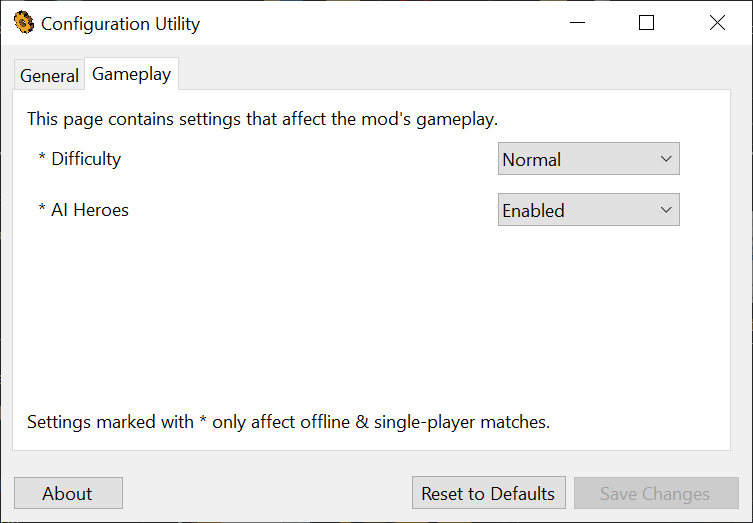 Configuration Utility
General
Gameplay
This page contains settings that affect the mod's gameplay.
* Difficulty
Normal
* AI Heroes
Enabled
Settings marked with * only affect offline & single-player matches.
About
Reset to Defaults
Save Changes